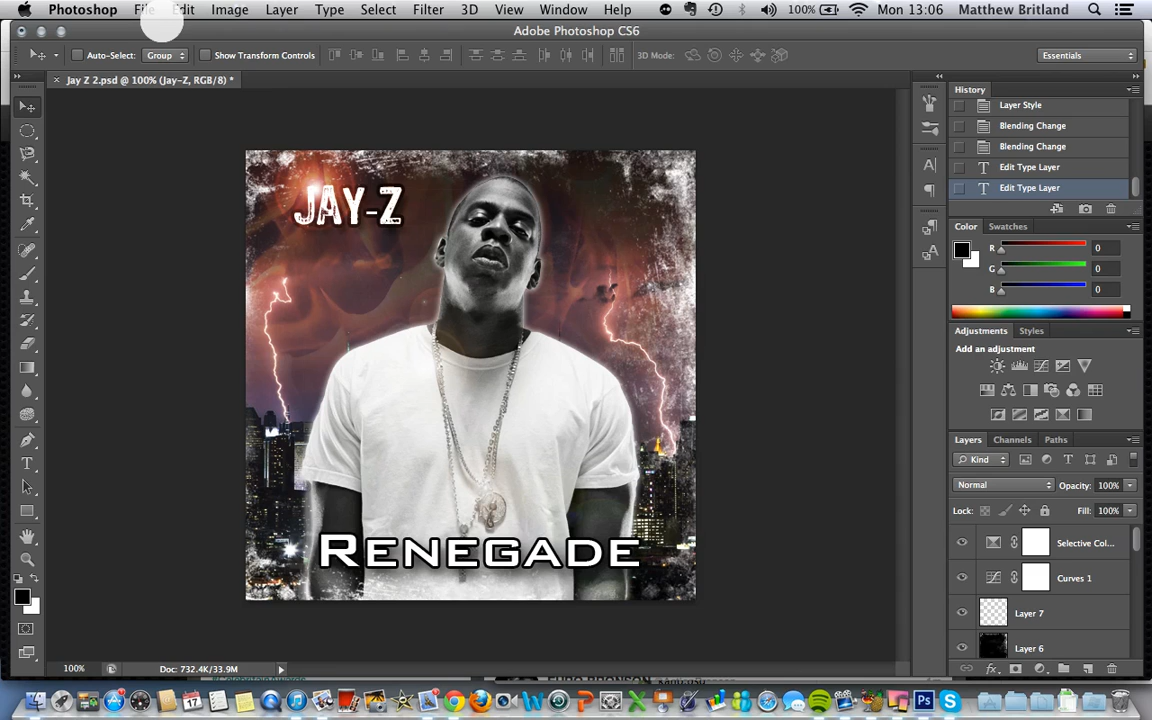 Photoshop File Edit Image Layer Type Select Filter 3D View Window Help 100% Mon 13:06 Matthew Britland
Adobe Photoshop CS6
Auto-Select: Group Show Transform Controls 3D Mode: Essentials
× Jay Z 2.psd @ 100% (Jay-Z, RGB/8) *
History
Layer Style
Blending Change
Blending Change
Edit Type Layer
Edit Type Layer
Color Swatches
R 0
G 0
B 0
Adjustments Styles
Add an adjustment
Layers Channels Paths
Kind
Normal Opacity: 100%
Lock: Fill: 100%
Selective Col...
Curves 1
Layer 7
Layer 6
JAY-Z
RENEGADE
100% Doc: 732.4K/33.9M
17
Ps